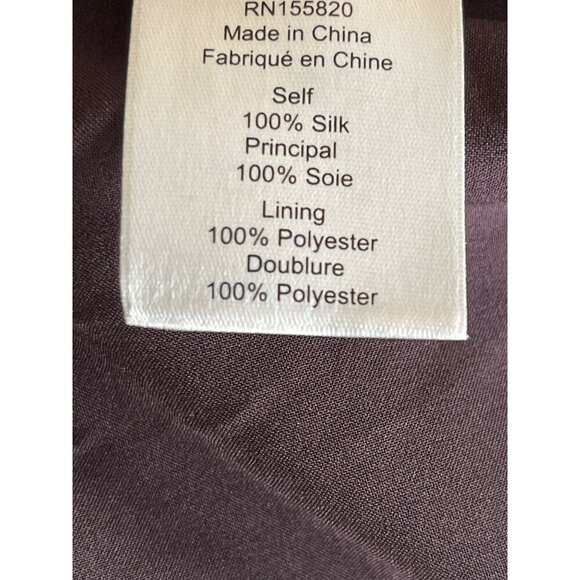 RN155820
Made in China
Fabriqué en Chine
Self
100% Silk
Principal
100% Soie
Lining
100% Polyester
Doublure
100% Polyester